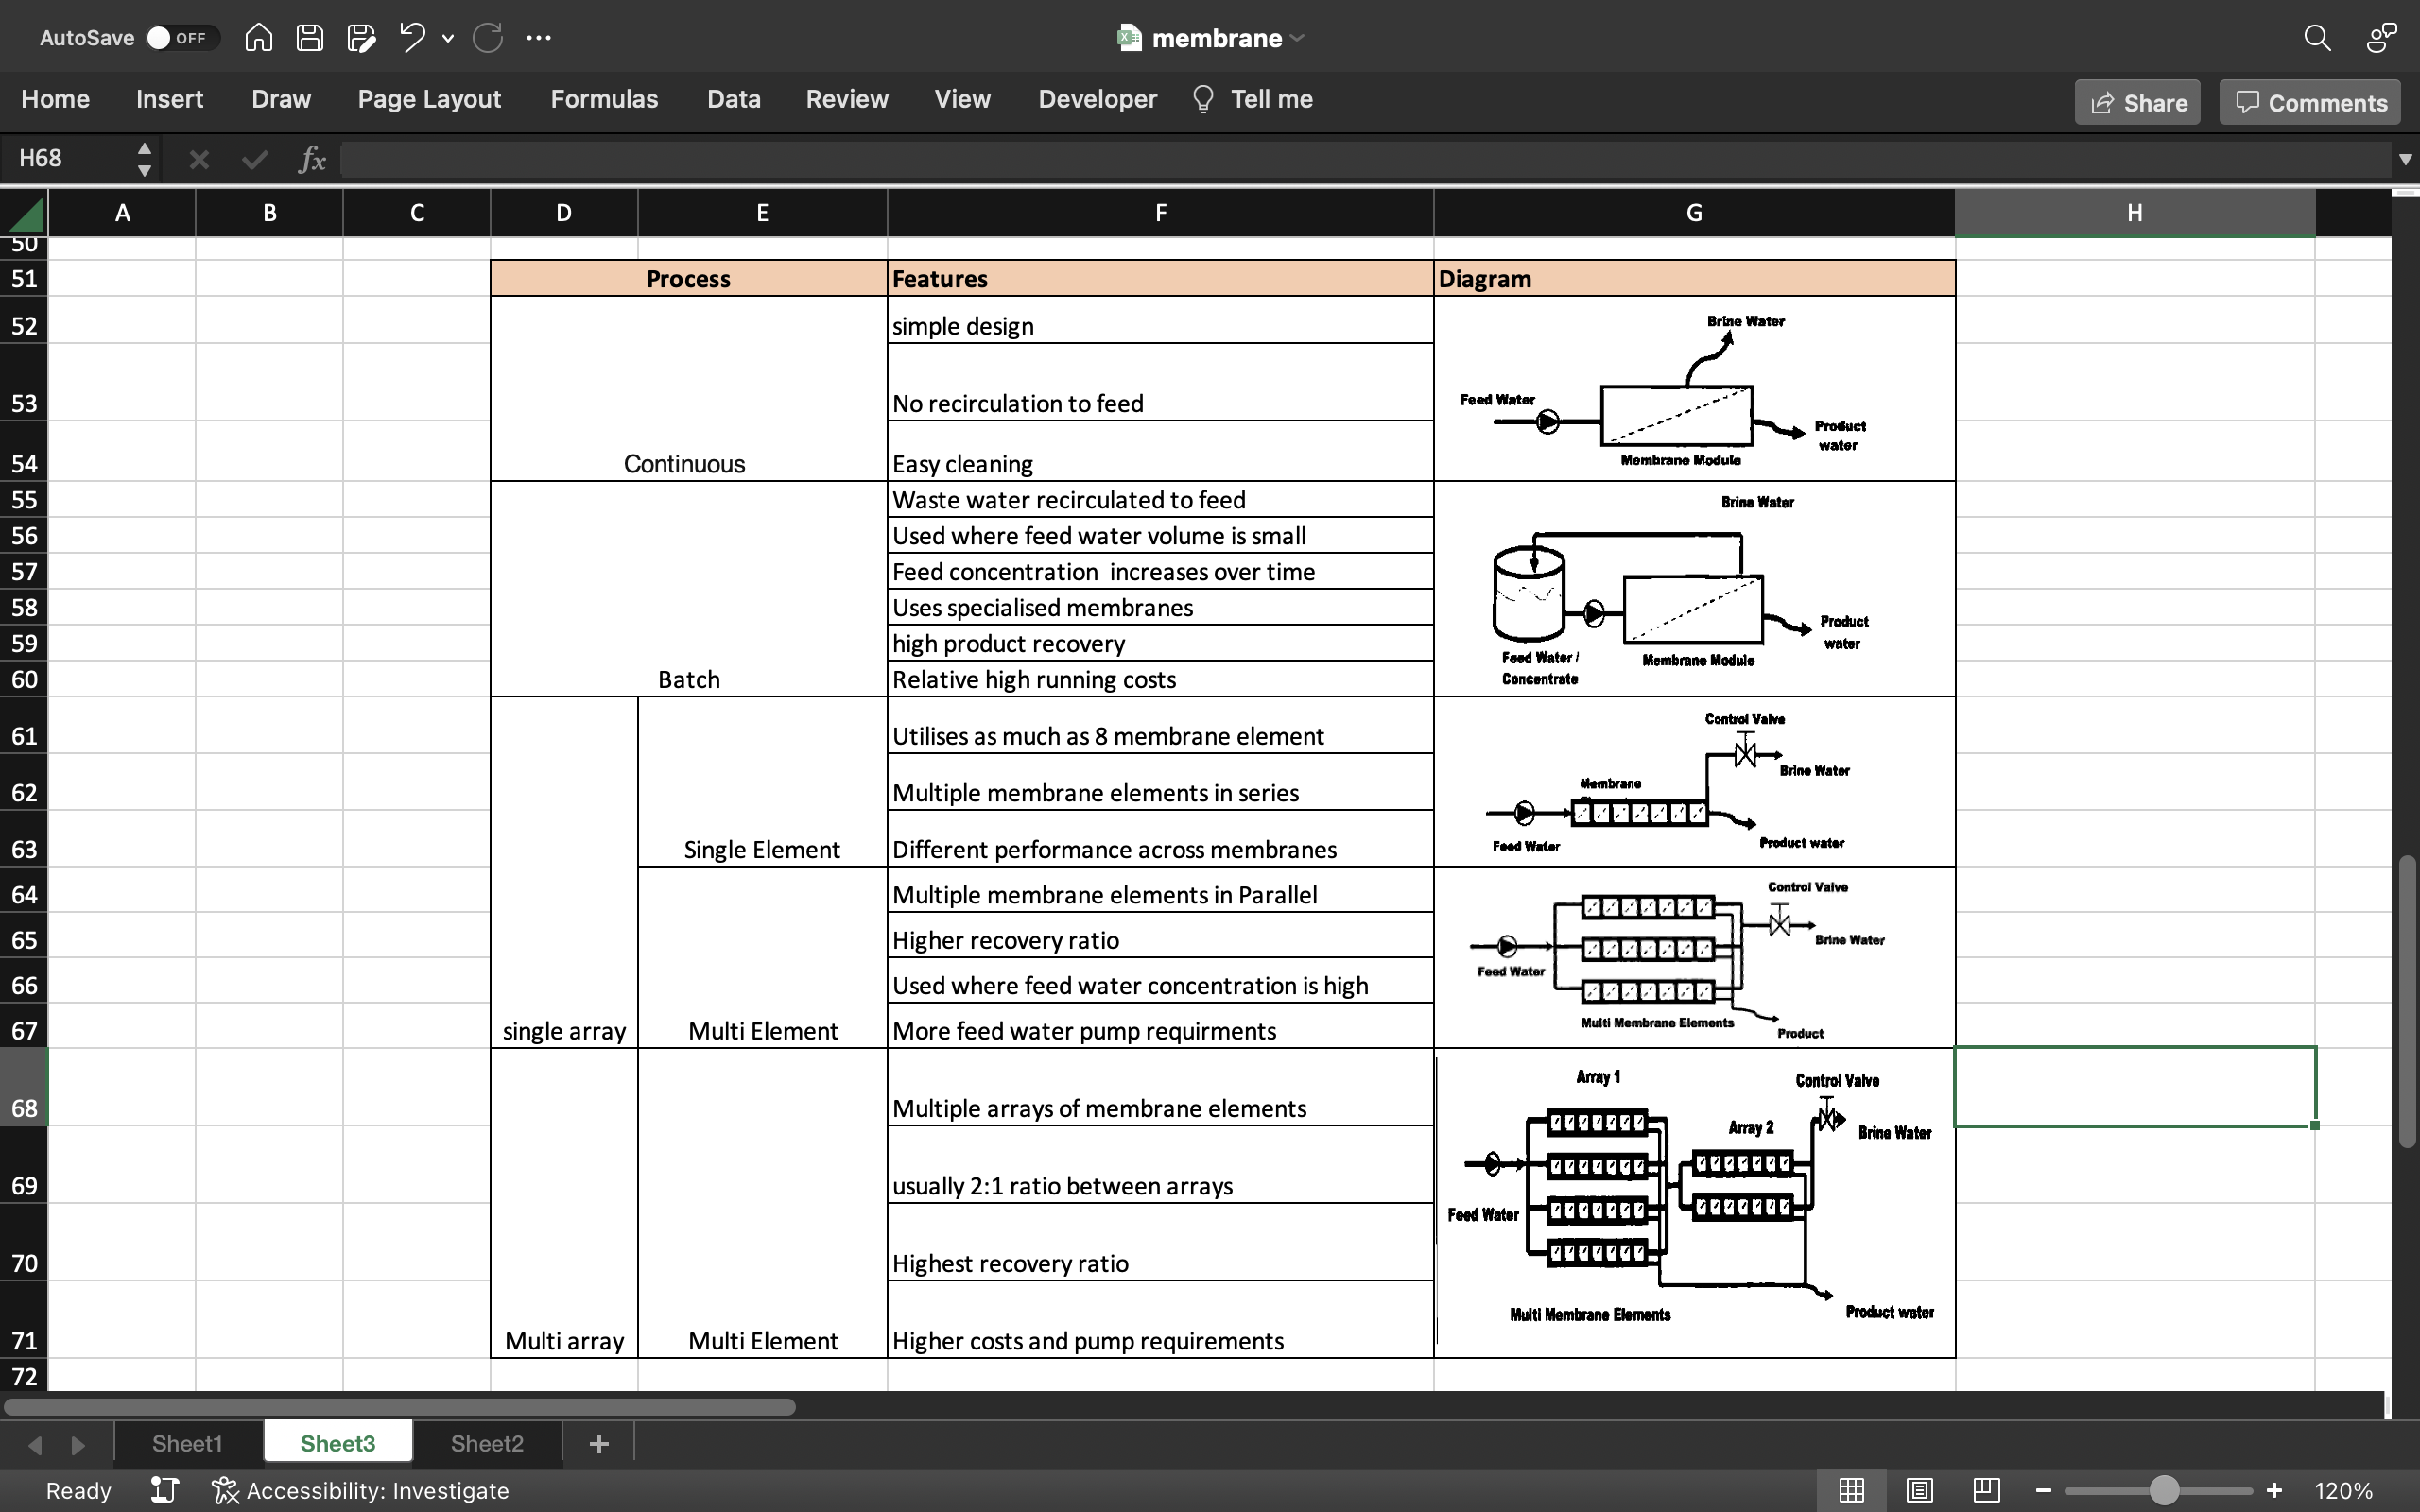 AutoSave OFF
membrane
Home Insert Draw Page Layout Formulas Data Review View Developer Tell me Share Comments
H68 fx
A B C D E F G H
50
51 Process Features Diagram
52 simple design
53 No recirculation to feed
54 Continuous Easy cleaning
Brine Water
Feed Water
Product
water
Membrane Module
55 Waste water recirculated to feed
56 Used where feed water volume is small
57 Feed concentration  increases over time
58 Uses specialised membranes
59 high product recovery
60 Batch Relative high running costs
Brine Water
Product
water
Feed Water /
Concentrate
Membrane Module
61 Utilises as much as 8 membrane element
62 Multiple membrane elements in series
63 Single Element Different performance across membranes
Control Valve
Brine Water
Membrane
Feed Water
Product water
64 Multiple membrane elements in Parallel
65 Higher recovery ratio
66 Used where feed water concentration is high
67 single array Multi Element More feed water pump requirments
Control Valve
Brine Water
Feed Water
Multi Membrane Elements
Product
68 Multiple arrays of membrane elements
69 usually 2:1 ratio between arrays
70 Highest recovery ratio
71 Multi array Multi Element Higher costs and pump requirements
Array 1
Control Valve
Array 2
Brine Water
Feed Water
Multi Membrane Elements
Product water
72
Sheet1 Sheet3 Sheet2 +
Ready Accessibility: Investigate 120%